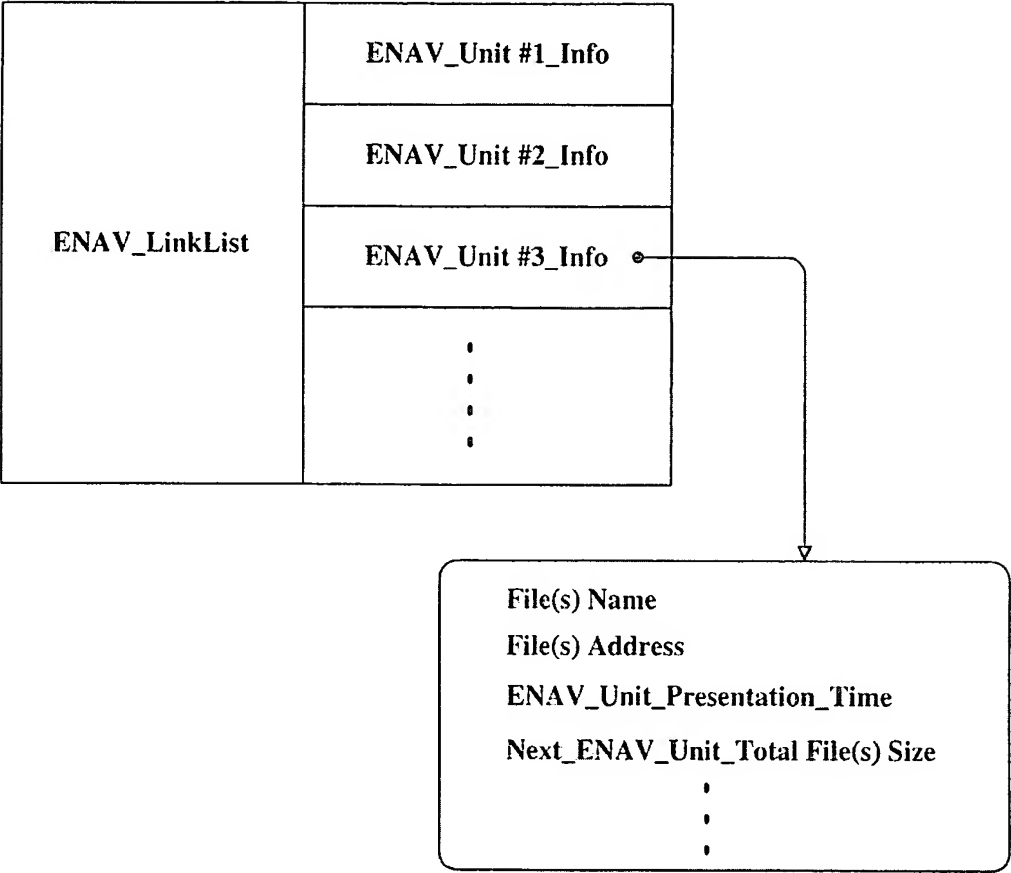 ENAV_Unit #1_Info
ENAV_Unit #2_Info
ENAV_LinkList
ENAV_Unit #3_Info
File(s) Name
File(s) Address
ENAV_Unit_Presentation_Time
Next_ENAV_Unit_Total File(s) Size